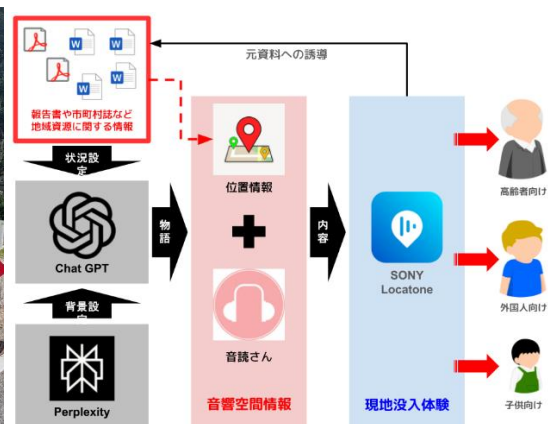 元資料への誘導
報告書や市町村誌など
地域資源に関する情報
状況設
定
Chat GPT
背景設
定
Perplexity
物
語
位置情報
音読さん
音響空間情報
内
容
SONY
Locatone
現地没入体験
高齢者向け
外国人向け
子供向け